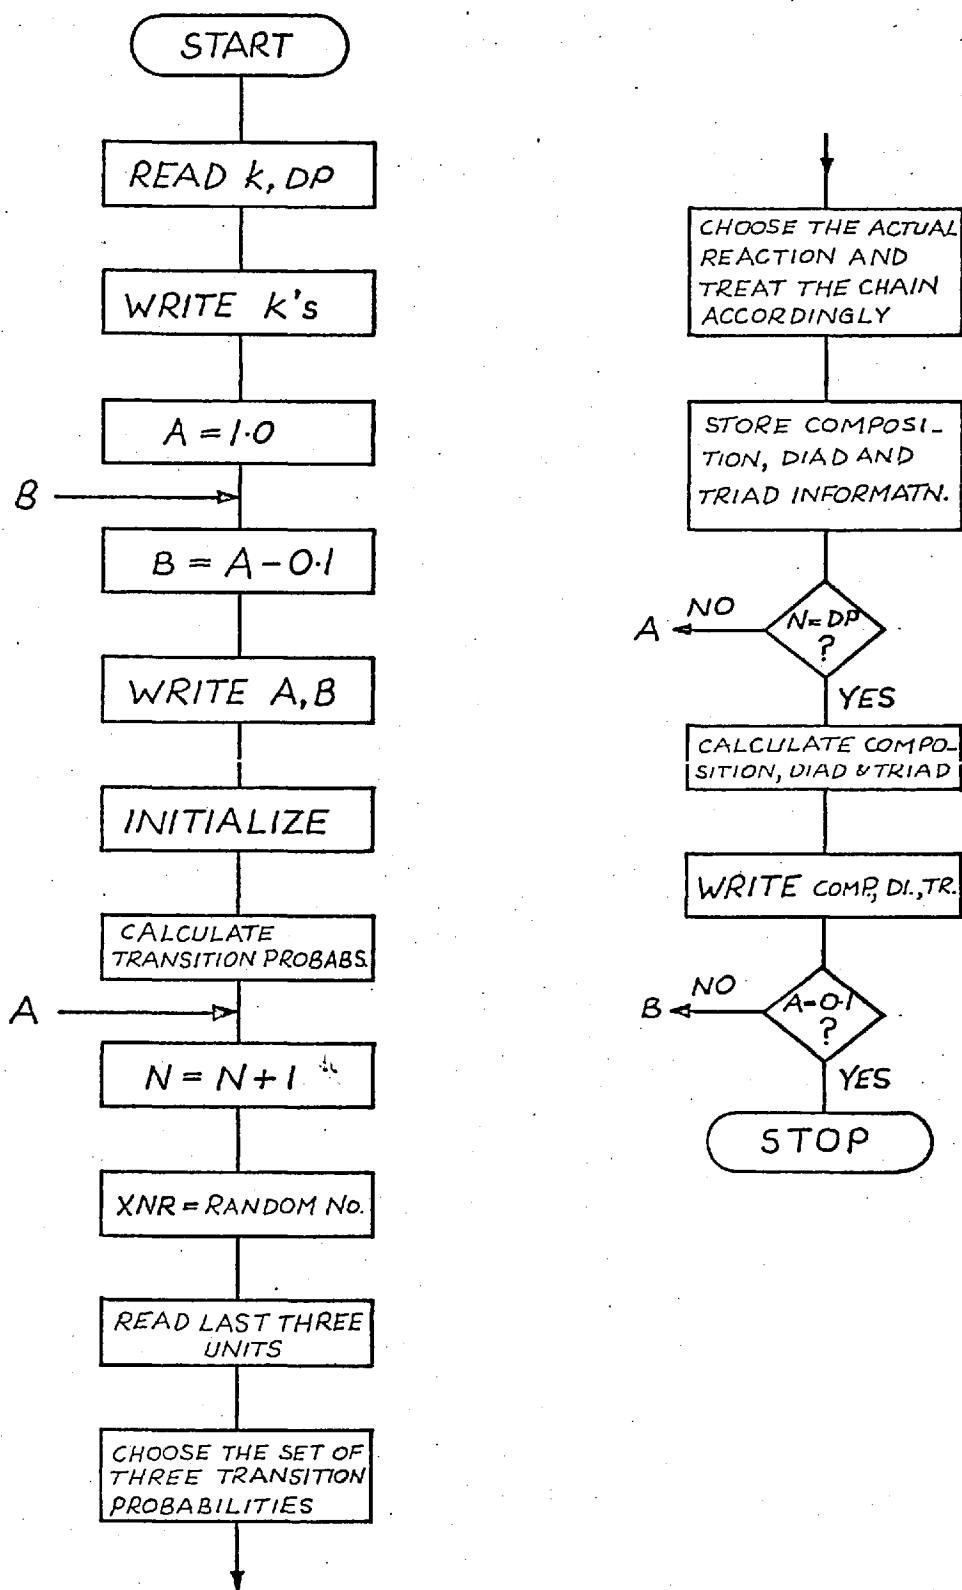 START
READ k, DP
WRITE k's
A = 1·0
B
B = A - 0·1
WRITE A, B
INITIALIZE
CALCULATE
TRANSITION PROBABS.
A
N = N + 1
XNR = RANDOM No.
READ LAST THREE
UNITS
CHOOSE THE SET OF
THREE TRANSITION
PROBABILITIES
CHOOSE THE ACTUAL
REACTION AND
TREAT THE CHAIN
ACCORDINGLY
STORE COMPOSI-
TION, DIAD AND
TRIAD INFORMATN.
A
NO
N = DP
?
YES
CALCULATE COMPO-
SITION, DIAD & TRIAD
WRITE COMP., DI., TR.
B
NO
A = 0·1
?
YES
STOP